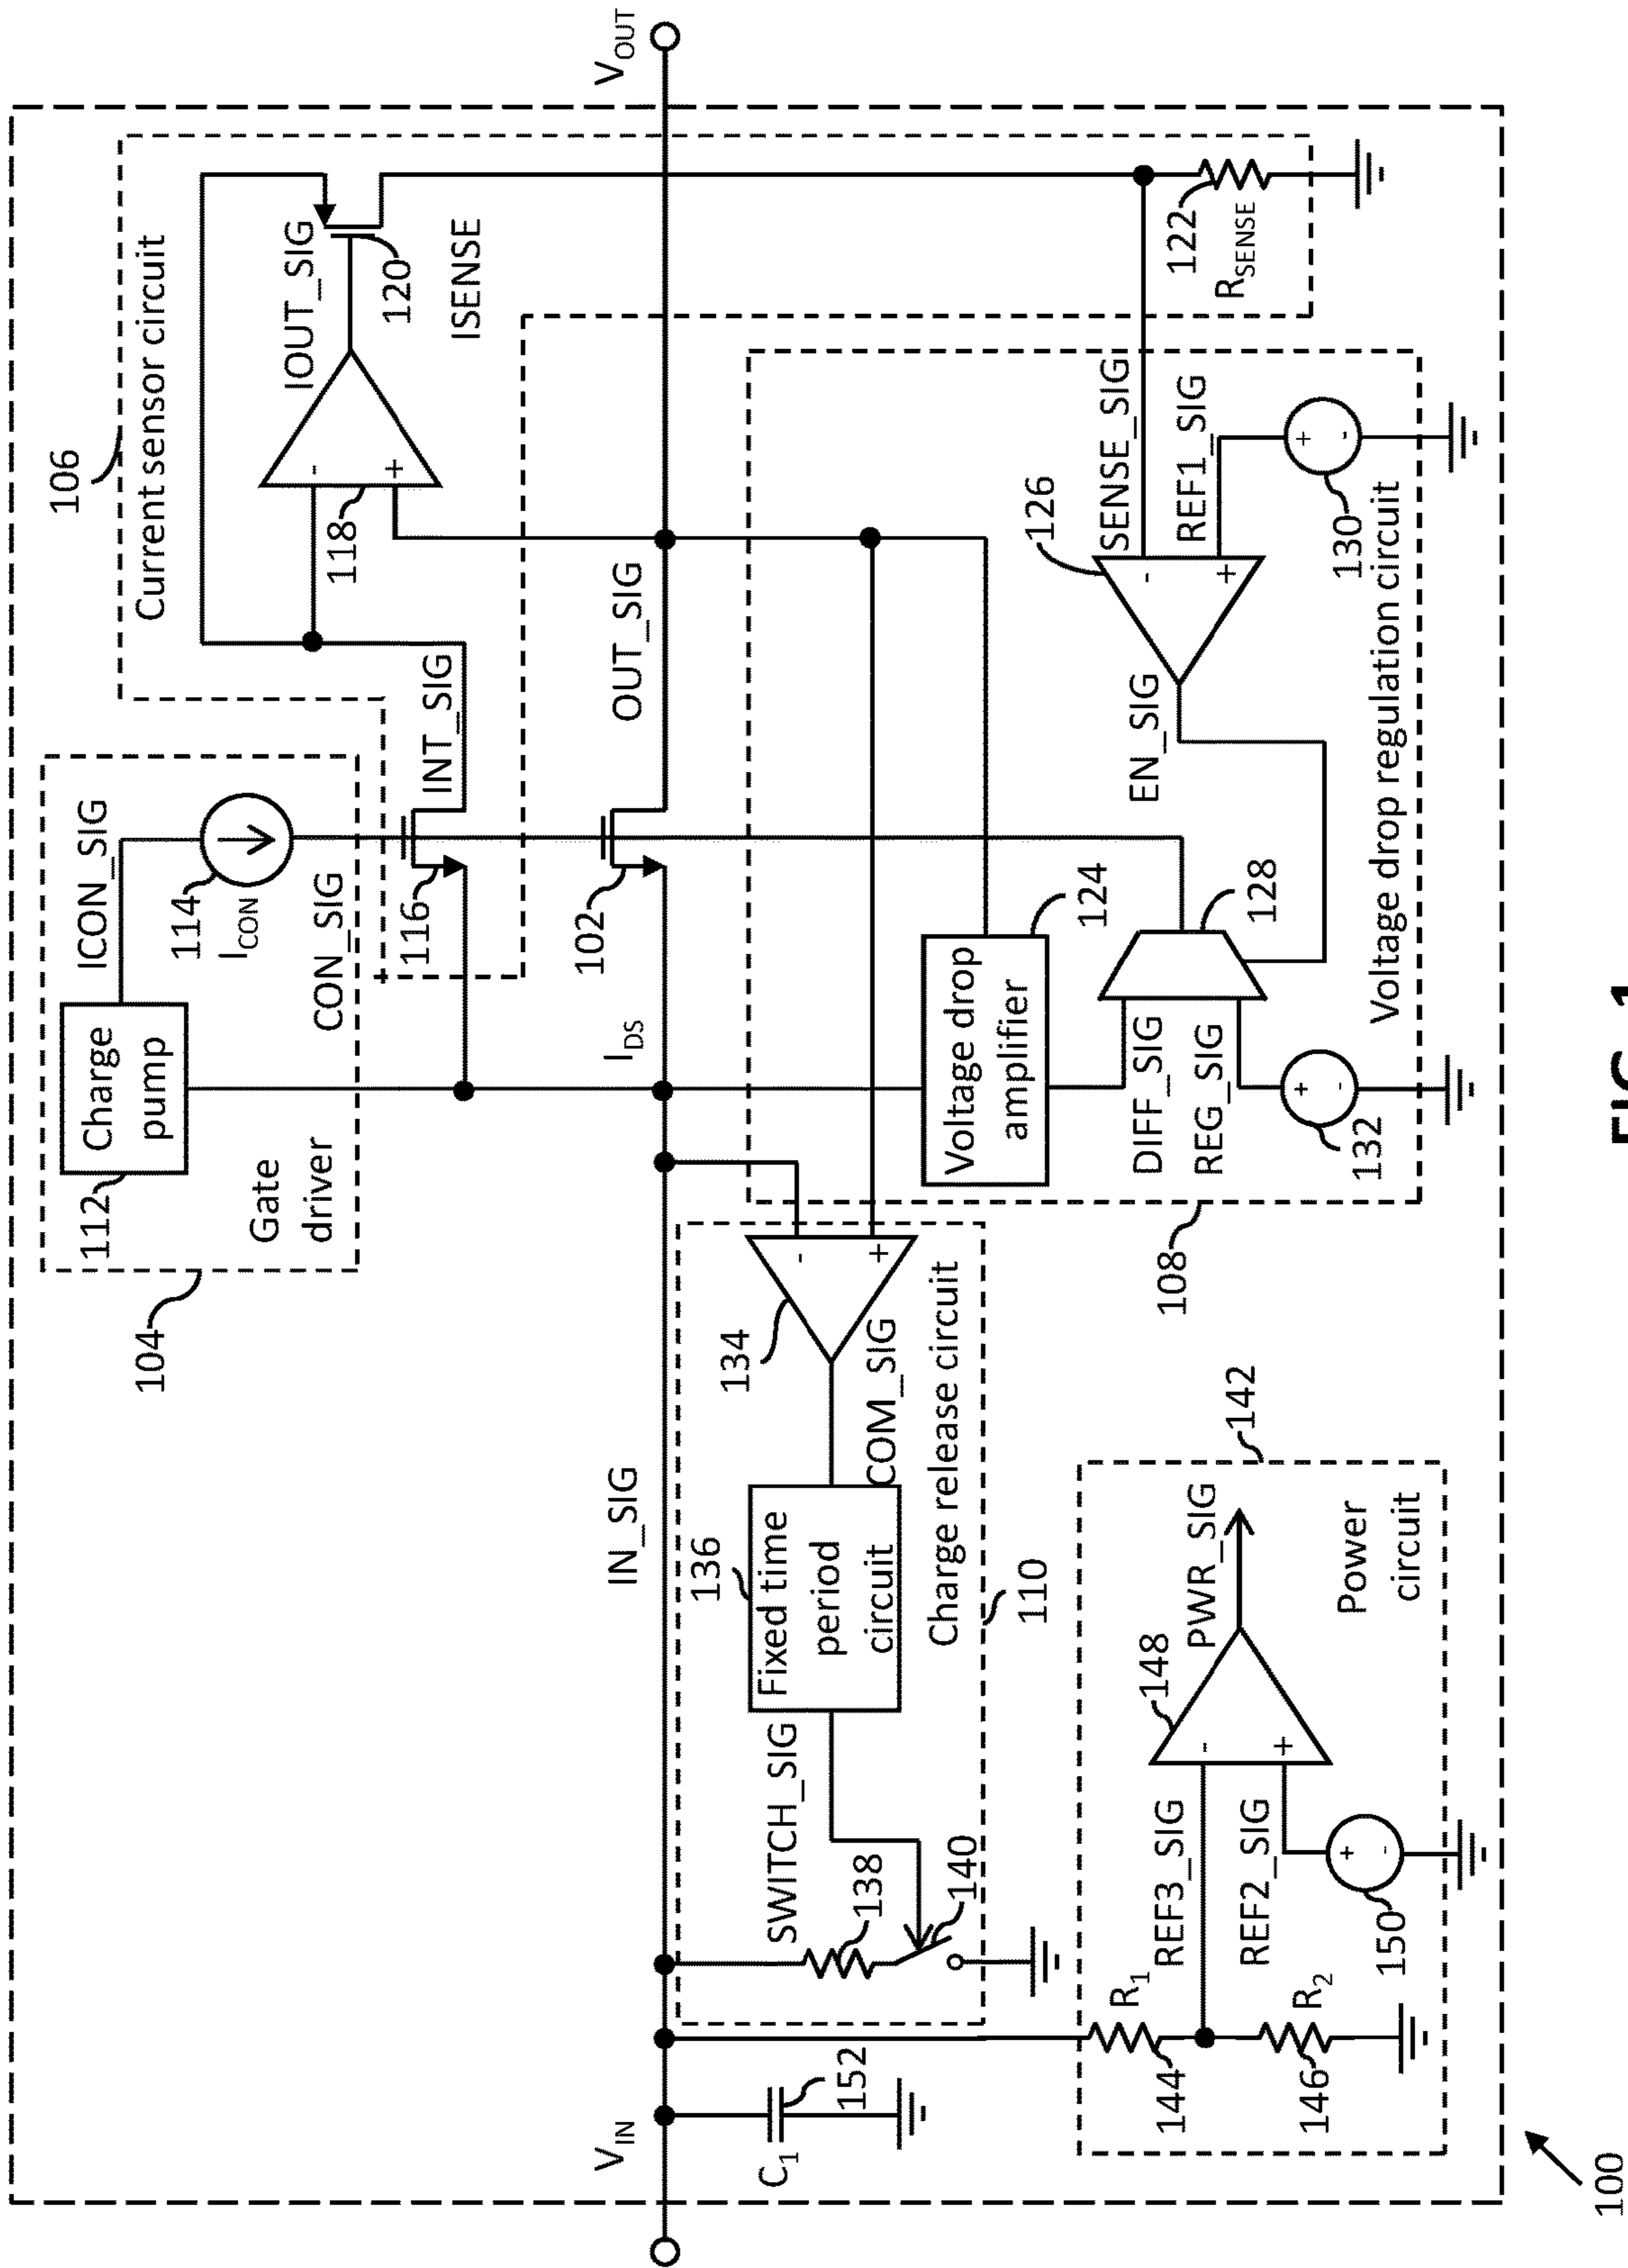 106
Current sensor circuit
104
112
Charge
pump
ICON_SIG
114
I_CON
Gate
driver
CON_SIG
116
INT_SIG
118
-
+
IOUT_SIG
120
ISENSE
V_IN
IN_SIG
I_DS
102
OUT_SIG
V_OUT
C_1
152
SWITCH_SIG
138
140
136
Fixed time
period
circuit
134
-
+
COM_SIG
Charge release circuit
110
Voltage drop
amplifier
124
EN_SIG
126
-
+
SENSE_SIG
REF1_SIG
122
R_SENSE
DIFF_SIG
REG_SIG
128
132
+
-
130
+
-
Voltage drop regulation circuit
108
142
R_1
144
R_2
146
REF3_SIG
REF2_SIG
150
+
-
148
-
+
PWR_SIG
Power
circuit
100
FIG. 1